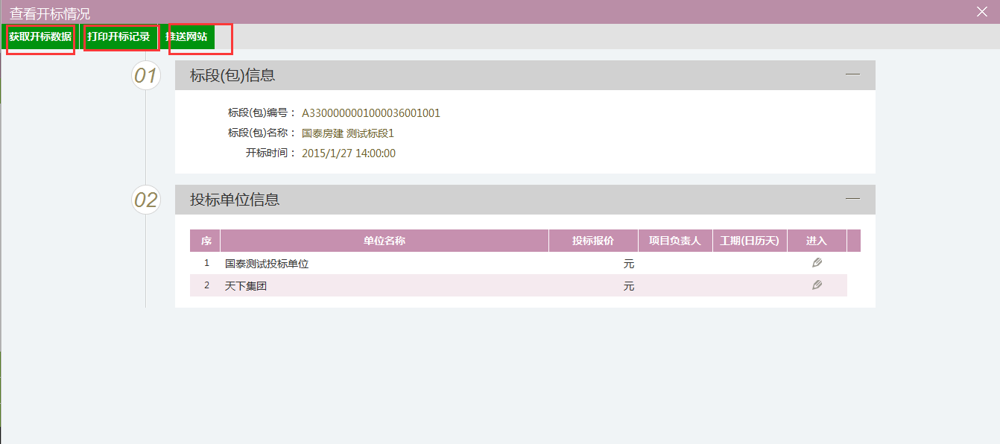 查看开标情况
获取开标数据 打印开标记录 推送网站
01 标段(包)信息
标段(包)编号： A3300000001000036001001
标段(包)名称： 国泰房建 测试标段1
开标时间： 2015/1/27 14:00:00
02 投标单位信息
序 单位名称 投标报价 项目负责人 工期(日历天) 进入
1 国泰测试投标单位 元
2 天下集团 元